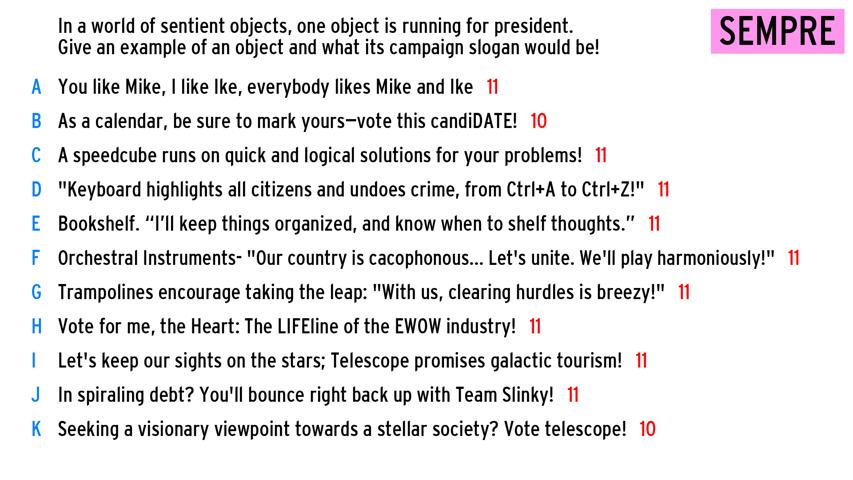 In a world of sentient objects, one object is running for president.
Give an example of an object and what its campaign slogan would be!
SEMPRE
A You like Mike, I like Ike, everybody likes Mike and Ike 11
B As a calendar, be sure to mark yours—vote this candiDATE! 10
C A speedcube runs on quick and logical solutions for your problems! 11
D "Keyboard highlights all citizens and undoes crime, from Ctrl+A to Ctrl+Z!" 11
E Bookshelf. “I’ll keep things organized, and know when to shelf thoughts.” 11
F Orchestral Instruments- "Our country is cacophonous... Let's unite. We'll play harmoniously!" 11
G Trampolines encourage taking the leap: "With us, clearing hurdles is breezy!" 11
H Vote for me, the Heart: The LIFEline of the EWOW industry! 11
I Let's keep our sights on the stars; Telescope promises galactic tourism! 11
J In spiraling debt? You'll bounce right back up with Team Slinky! 11
K Seeking a visionary viewpoint towards a stellar society? Vote telescope! 10